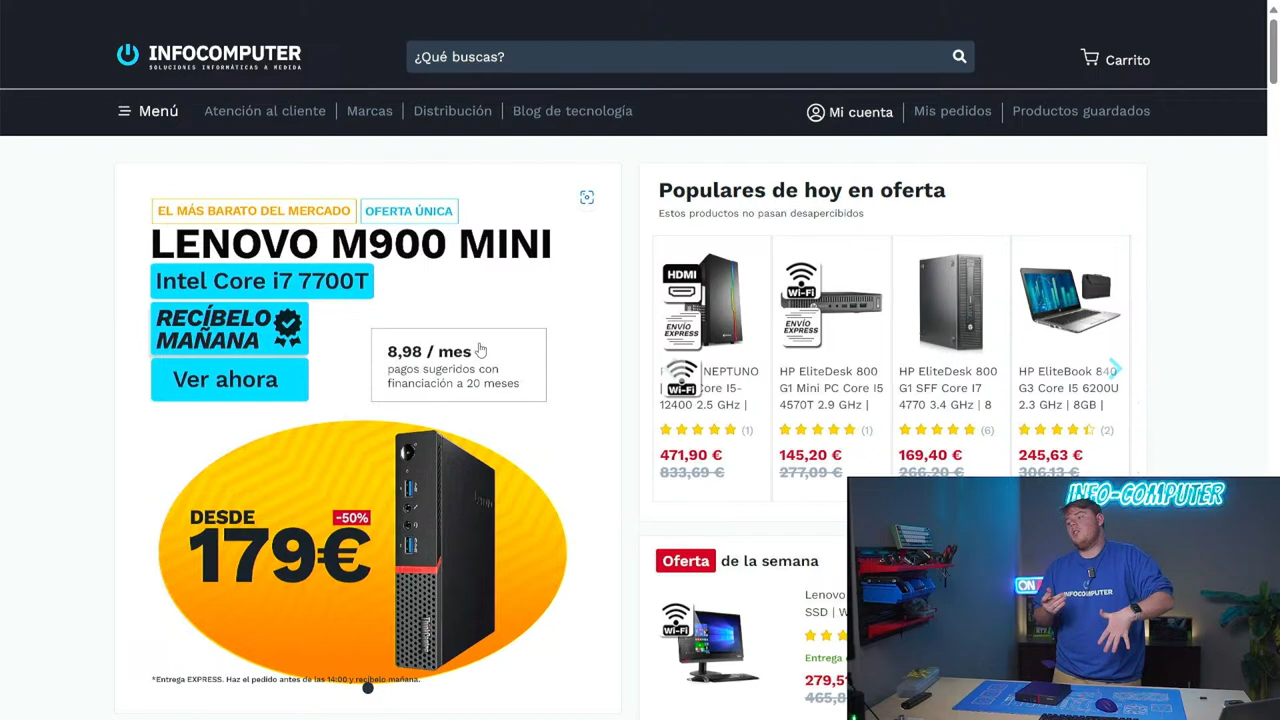 INFOCOMPUTER
SOLUCIONES INFORMÁTICAS A MEDIDA
¿Qué buscas?
Carrito
Menú
Atención al cliente
Marcas
Distribución
Blog de tecnología
Mi cuenta
Mis pedidos
Productos guardados
EL MÁS BARATO DEL MERCADO
OFERTA ÚNICA
LENOVO M900 MINI
Intel Core i7 7700T
RECÍBELO
MAÑANA
Ver ahora
8,98 / mes
pagos sugeridos con
financiación a 20 meses
DESDE
-50%
179€
*Entrega EXPRESS. Haz el pedido antes de las 14:00 y recíbelo mañana.
Populares de hoy en oferta
Estos productos no pasan desapercibidos
HDMI
ENVÍO
EXPRESS
Wi-Fi
NEPTUNO
Core I5-
12400 2.5 GHz |
(1)
471,90 €
833,69 €
Wi-Fi
ENVÍO
EXPRESS
HP EliteDesk 800
G1 Mini PC Core I5
4570T 2.9 GHz |
(1)
145,20 €
277,09 €
HP EliteDesk 800
G1 SFF Core I7
4770 3.4 GHz | 8
(6)
169,40 €
266,20 €
HP EliteBook 840
G3 Core I5 6200U
2.3 GHz | 8GB |
(2)
245,63 €
306,13 €
Oferta de la semana
Wi-Fi
Lenovo
SSD | W
Entrega
279,51
465,8
INFO-COMPUTER
ON
INFOCOMPUTER